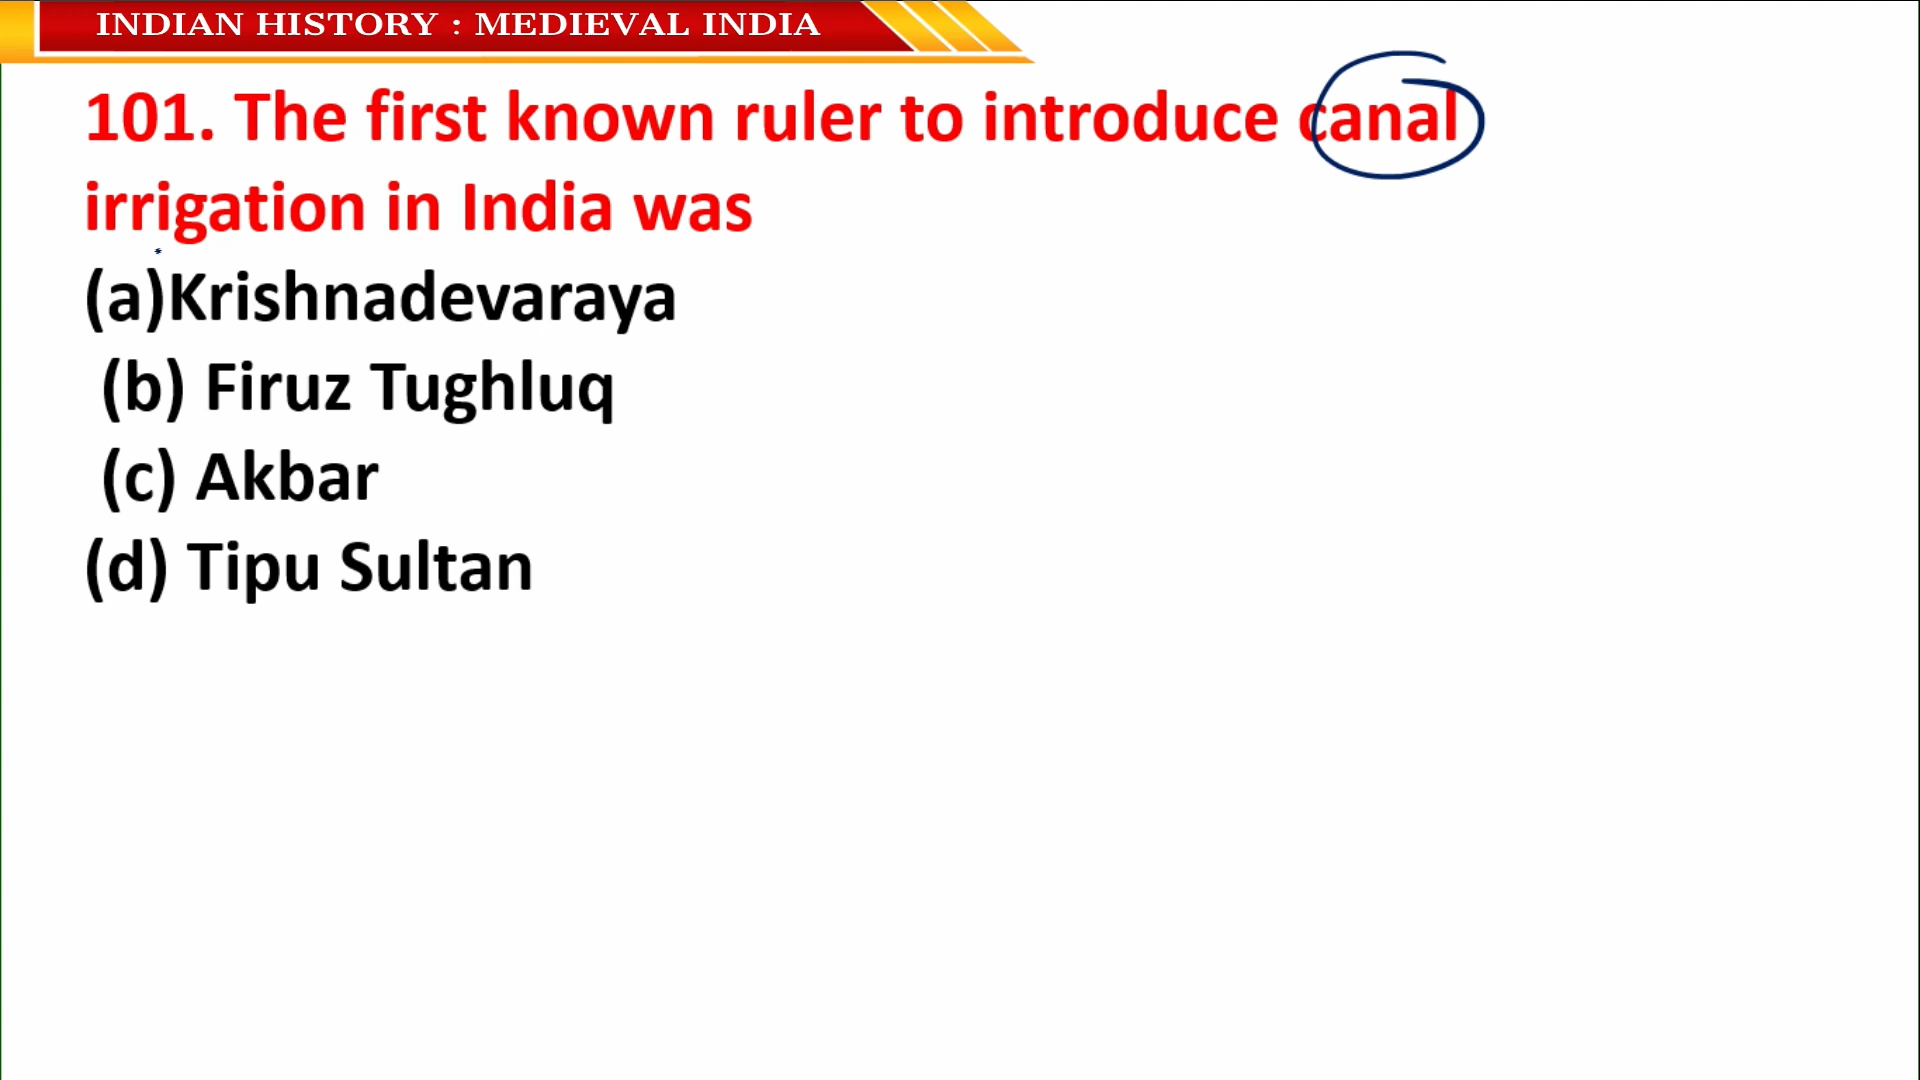 INDIAN HISTORY : MEDIEVAL INDIA
101. The first known ruler to introduce canal
irrigation in India was
(a)Krishnadevaraya
(b) Firuz Tughluq
(c) Akbar
(d) Tipu Sultan